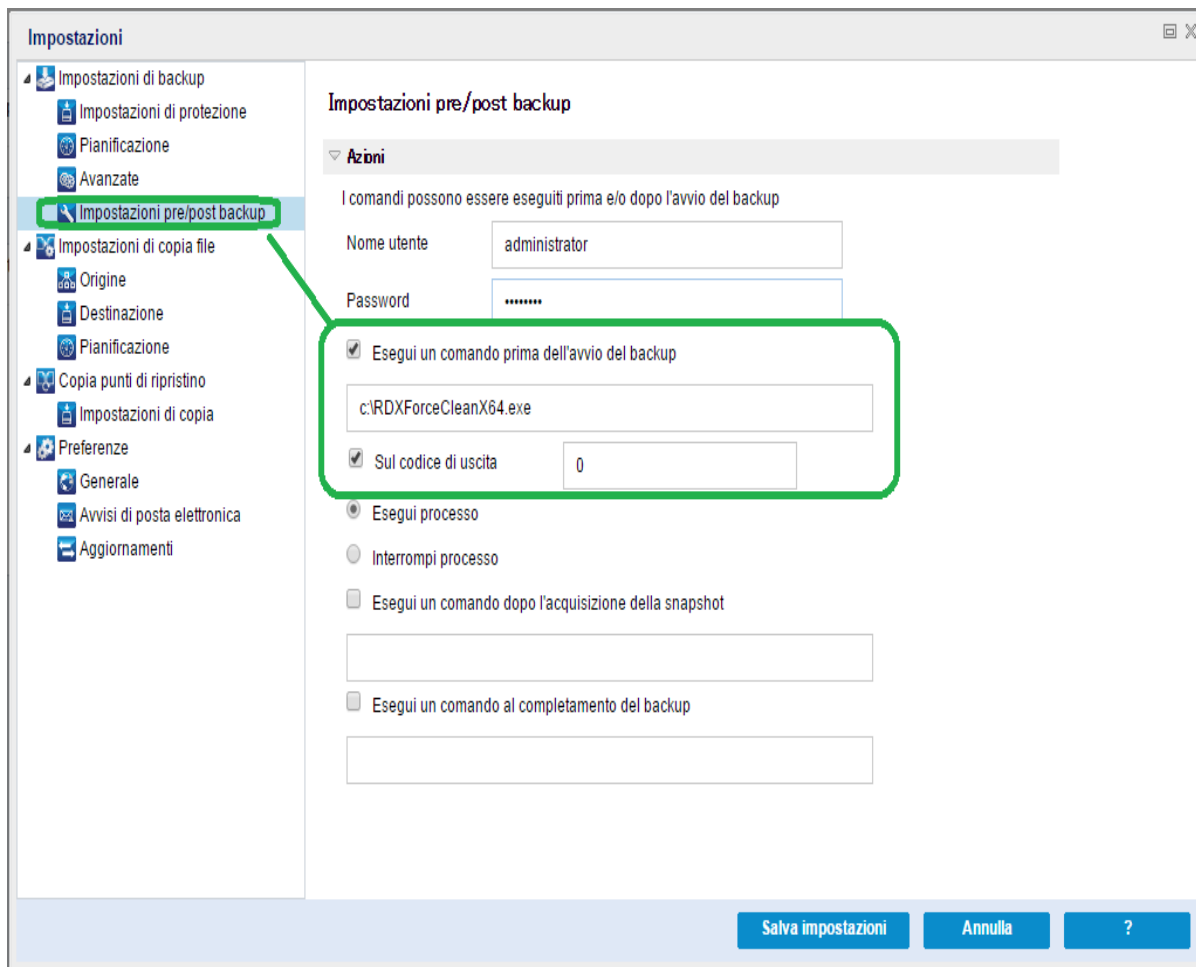 Impostazioni
Impostazioni di backup
Impostazioni di protezione
Pianificazione
Avanzate
Impostazioni pre/post backup
Impostazioni di copia file
Origine
Destinazione
Pianificazione
Copia punti di ripristino
Impostazioni di copia
Preferenze
Generale
Avvisi di posta elettronica
Aggiornamenti
Impostazioni pre/post backup
Azioni
I comandi possono essere eseguiti prima e/o dopo l'avvio del backup
Nome utente administrator
Password ••••••••
Esegui un comando prima dell'avvio del backup
c:\RDXForceCleanX64.exe
Sul codice di uscita 0
Esegui processo
Interrompi processo
Esegui un comando dopo l'acquisizione della snapshot
Esegui un comando al completamento del backup
Salva impostazioni Annulla ?